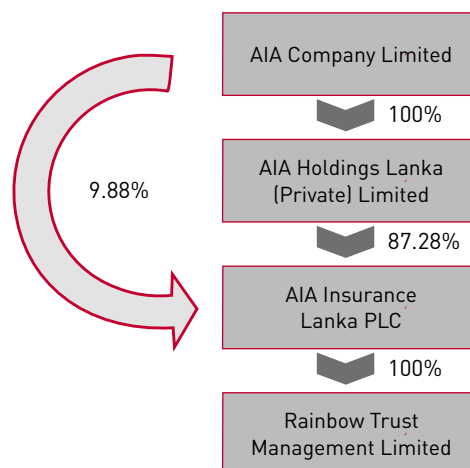 AIA Company Limited
100%
AIA Holdings Lanka
(Private) Limited
9.88%
87.28%
AIA Insurance
Lanka PLC
100%
Rainbow Trust
Management Limited